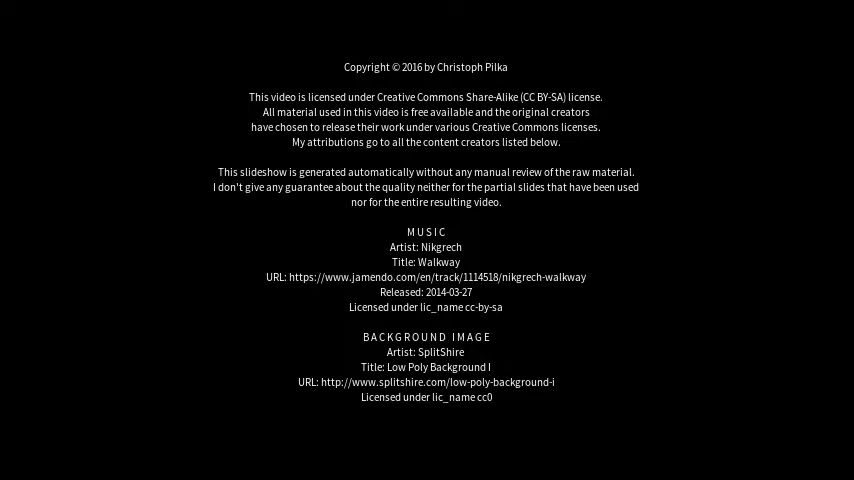 Copyright © 2016 by Christoph Pilka
This video is licensed under Creative Commons Share-Alike (CC BY-SA) license.
All material used in this video is free available and the original creators
have chosen to release their work under various Creative Commons licenses.
My attributions go to all the content creators listed below.
This slideshow is generated automatically without any manual review of the raw material.
I don't give any guarantee about the quality neither for the partial slides that have been used
nor for the entire resulting video.
MUSIC
Artist: Nikgrech
Title: Walkway
URL: https://www.jamendo.com/en/track/1114518/nikgrech-walkway
Released: 2014-03-27
Licensed under lic_name cc-by-sa
BACKGROUND IMAGE
Artist: SplitShire
Title: Low Poly Background I
URL: http://www.splitshire.com/low-poly-background-i
Licensed under lic_name cc0